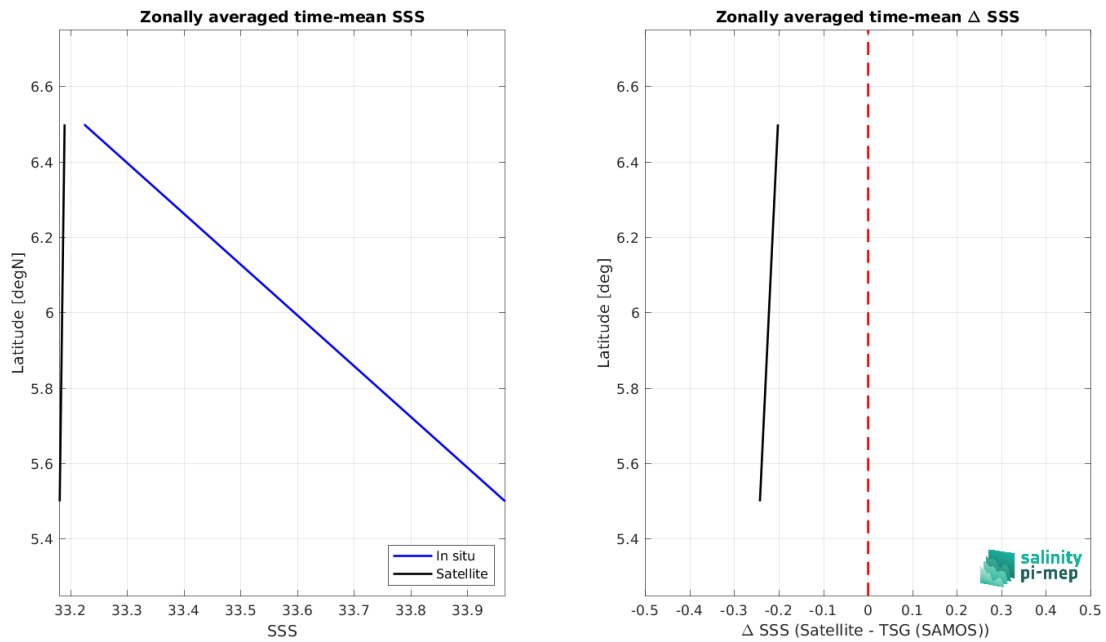 Zonally averaged time-mean SSS
6.6
6.4
6.2
6
5.8
5.6
5.4
Latitude [degN]
33.2 33.3 33.4 33.5 33.6 33.7 33.8 33.9
SSS
In situ
Satellite
Zonally averaged time-mean Δ SSS
6.6
6.4
6.2
6
5.8
5.6
5.4
Latitude [deg]
-0.5 -0.4 -0.3 -0.2 -0.1 0 0.1 0.2 0.3 0.4 0.5
Δ SSS (Satellite - TSG (SAMOS))
salinity
pi-mep